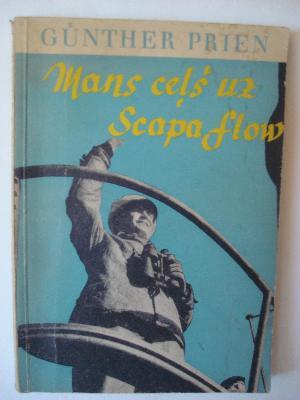 GÜNTHER PRIEN
Mans ceļš uz
Scapa Flow